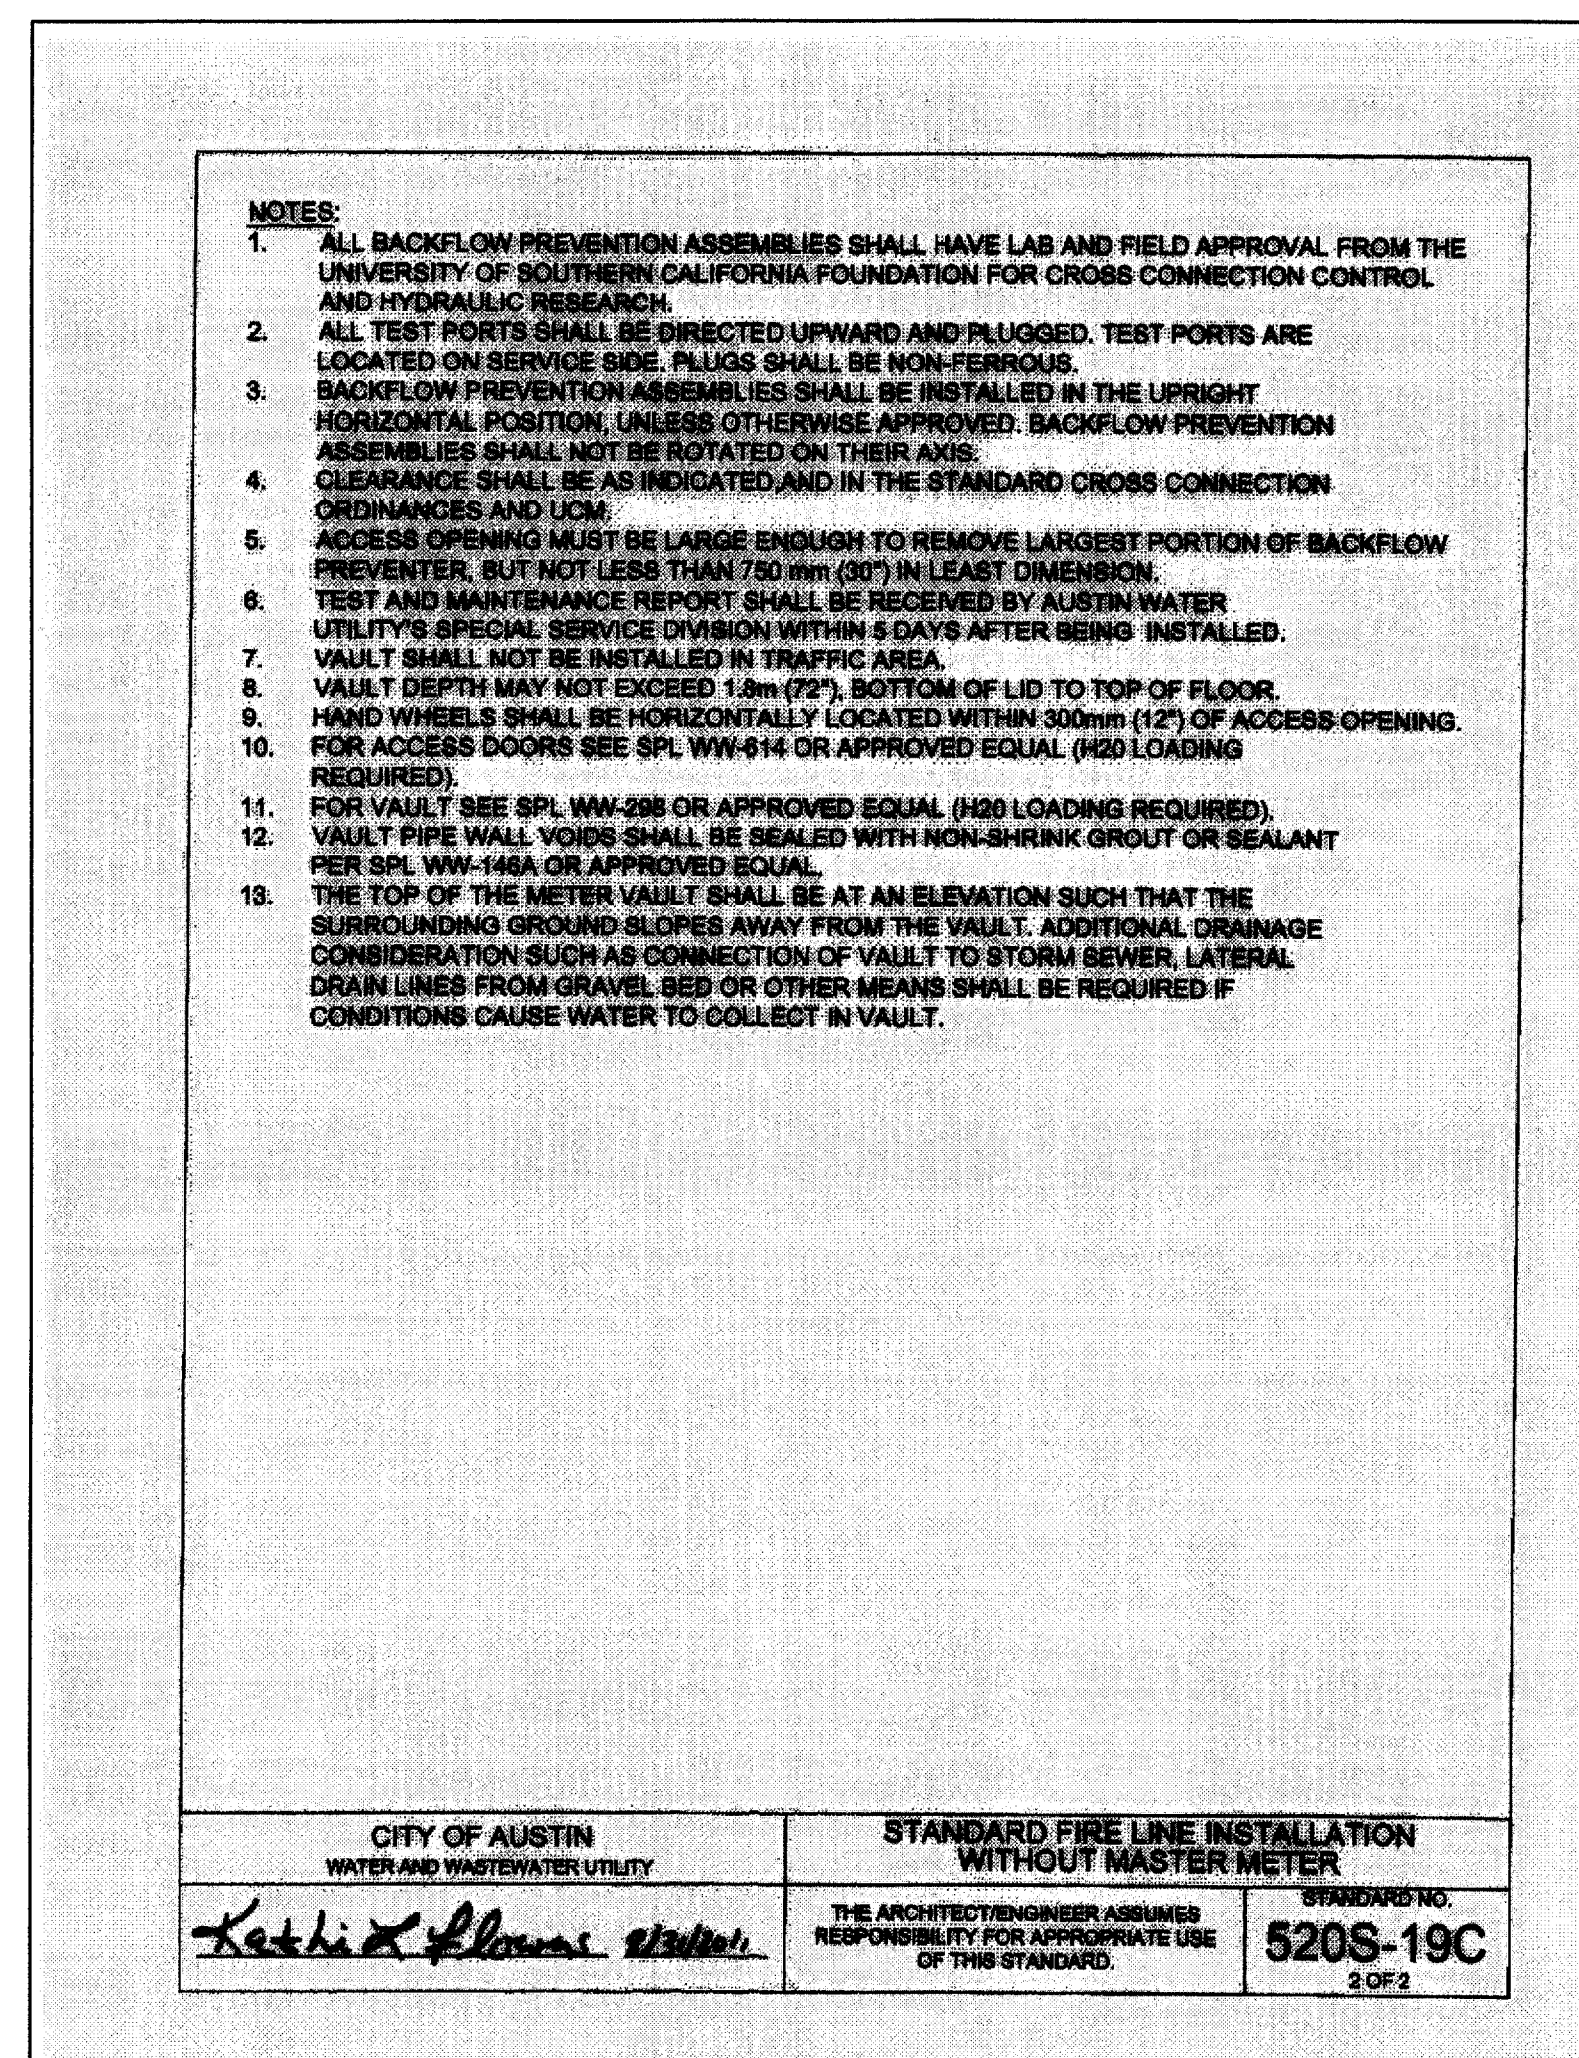 NOTES:
1. ALL BACKFLOW PREVENTION ASSEMBLIES SHALL HAVE LAB AND FIELD APPROVAL FROM THE
UNIVERSITY OF SOUTHERN CALIFORNIA FOUNDATION FOR CROSS CONNECTION CONTROL
AND HYDRAULIC RESEARCH.
2. ALL TEST PORTS SHALL BE DIRECTED UPWARD AND PLUGGED. TEST PORTS ARE
LOCATED ON SERVICE SIDE. PLUGS SHALL BE NON-FERROUS.
3. BACKFLOW PREVENTION ASSEMBLIES SHALL BE INSTALLED IN THE UPRIGHT
HORIZONTAL POSITION, UNLESS OTHERWISE APPROVED. BACKFLOW PREVENTION
ASSEMBLIES SHALL NOT BE ROTATED ON THEIR AXIS.
4. CLEARANCE SHALL BE AS INDICATED,AND IN THE STANDARD CROSS CONNECTION
ORDINANCES AND UCM.
5. ACCESS OPENING MUST BE LARGE ENOUGH TO REMOVE LARGEST PORTION OF BACKFLOW
PREVENTER, BUT NOT LESS THAN 750 mm (30") IN LEAST DIMENSION.
6. TEST AND MAINTENANCE REPORT SHALL BE RECEIVED BY AUSTIN WATER
UTILITY'S SPECIAL SERVICE DIVISION WITHIN 5 DAYS AFTER BEING INSTALLED.
7. VAULT SHALL NOT BE INSTALLED IN TRAFFIC AREA.
8. VAULT DEPTH MAY NOT EXCEED 1.8m (72"), BOTTOM OF LID TO TOP OF FLOOR.
9. HAND WHEELS SHALL BE HORIZONTALLY LOCATED WITHIN 300mm (12") OF ACCESS OPENING.
10. FOR ACCESS DOORS SEE SPL WW-614 OR APPROVED EQUAL (H20 LOADING
REQUIRED).
11. FOR VAULT SEE SPL WW-298 OR APPROVED EQUAL (H20 LOADING REQUIRED).
12. VAULT PIPE WALL VOIDS SHALL BE SEALED WITH NON-SHRINK GROUT OR SEALANT
PER SPL WW-146A OR APPROVED EQUAL.
13. THE TOP OF THE METER VAULT SHALL BE AT AN ELEVATION SUCH THAT THE
SURROUNDING GROUND SLOPES AWAY FROM THE VAULT. ADDITIONAL DRAINAGE
CONSIDERATION SUCH AS CONNECTION OF VAULT TO STORM SEWER, LATERAL
DRAIN LINES FROM GRAVEL BED OR OTHER MEANS SHALL BE REQUIRED IF
CONDITIONS CAUSE WATER TO COLLECT IN VAULT.
CITY OF AUSTIN
WATER AND WASTEWATER UTILITY
STANDARD FIRE LINE INSTALLATION
WITHOUT MASTER METER
Kathi L Flowers
THE ARCHITECT/ENGINEER ASSUMES
RESPONSIBILITY FOR APPROPRIATE USE
OF THIS STANDARD.
STANDARD NO.
520S-19C
2 OF 2